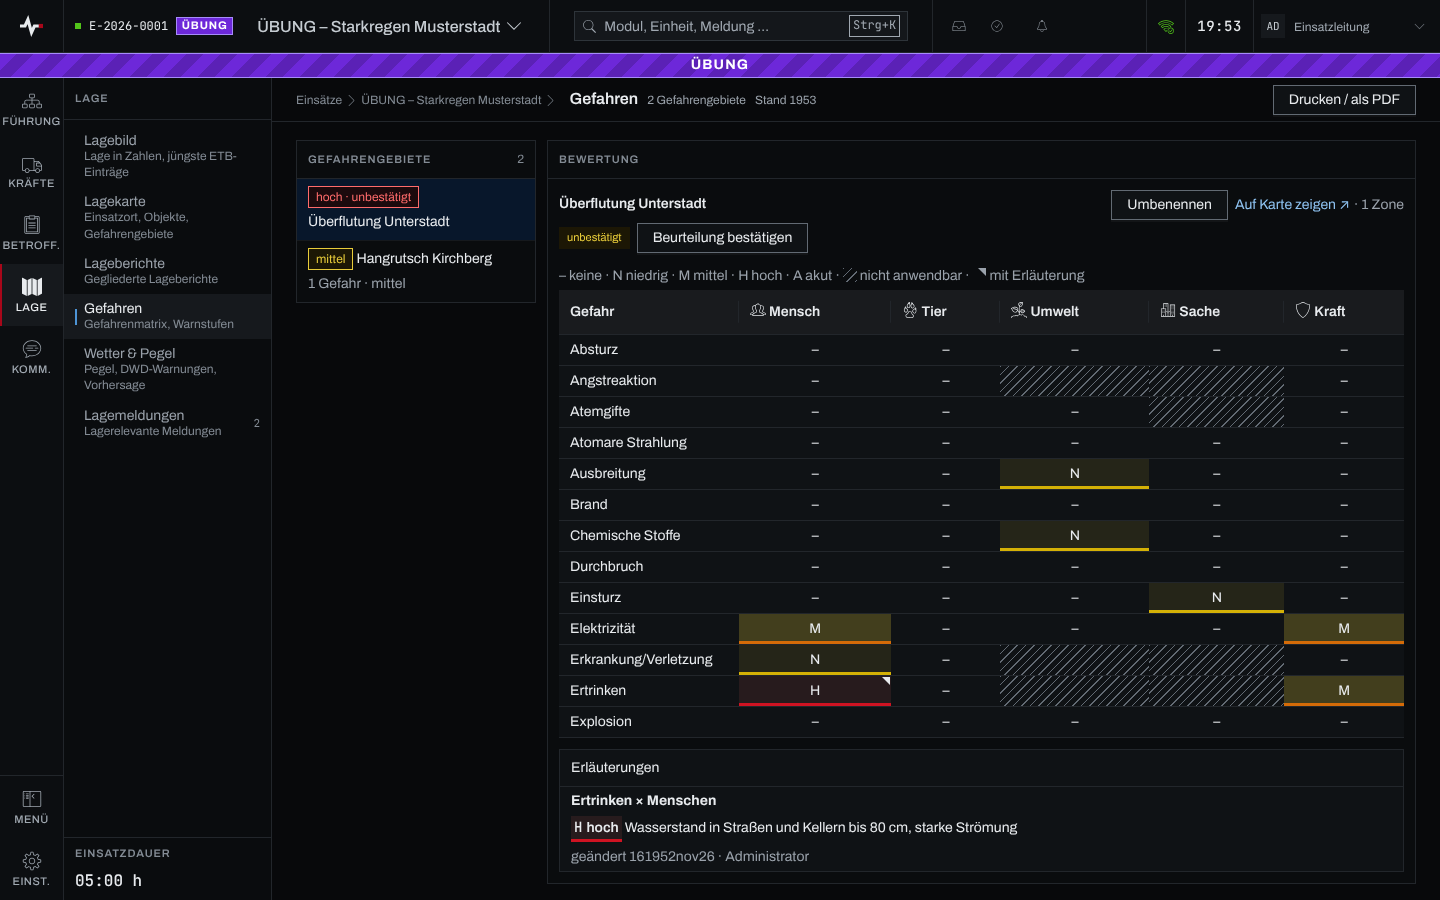 E-2026-0001 ÜBUNG ÜBUNG – Starkregen Musterstadt Modul, Einheit, Meldung ... Strg+K 19:53 AD Einsatzleitung
ÜBUNG
FÜHRUNG
KRÄFTE
BETROFF.
LAGE
KOMM.
MENÜ
EINST.
LAGE
Lagebild
Lage in Zahlen, jüngste ETB-
Einträge
Lagekarte
Einsatzort, Objekte,
Gefahrengebiete
Lageberichte
Gegliederte Lageberichte
Gefahren
Gefahrenmatrix, Warnstufen
Wetter & Pegel
Pegel, DWD-Warnungen,
Vorhersage
Lagemeldungen 2
Lagerelevante Meldungen
EINSATZDAUER
05:00 h
Einsätze ÜBUNG – Starkregen Musterstadt Gefahren 2 Gefahrengebiete Stand 1953 Drucken / als PDF
GEFAHRENGEBIETE 2
hoch · unbestätigt
Überflutung Unterstadt
mittel Hangrutsch Kirchberg
1 Gefahr · mittel
BEWERTUNG
Überflutung Unterstadt Umbenennen Auf Karte zeigen ↗ · 1 Zone
unbestätigt Beurteilung bestätigen
– keine · N niedrig · M mittel · H hoch · A akut · nicht anwendbar · mit Erläuterung
Gefahr Mensch Tier Umwelt Sache Kraft
Absturz – – – – –
Angstreaktion – – –
Atemgifte – – – –
Atomare Strahlung – – – – –
Ausbreitung – – N – –
Brand – – – – –
Chemische Stoffe – – N – –
Durchbruch – – – – –
Einsturz – – – N –
Elektrizität M – – – M
Erkrankung/Verletzung N – –
Ertrinken H – M
Explosion – – – – –
Erläuterungen
Ertrinken × Menschen
H hoch Wasserstand in Straßen und Kellern bis 80 cm, starke Strömung
geändert 161952nov26 · Administrator